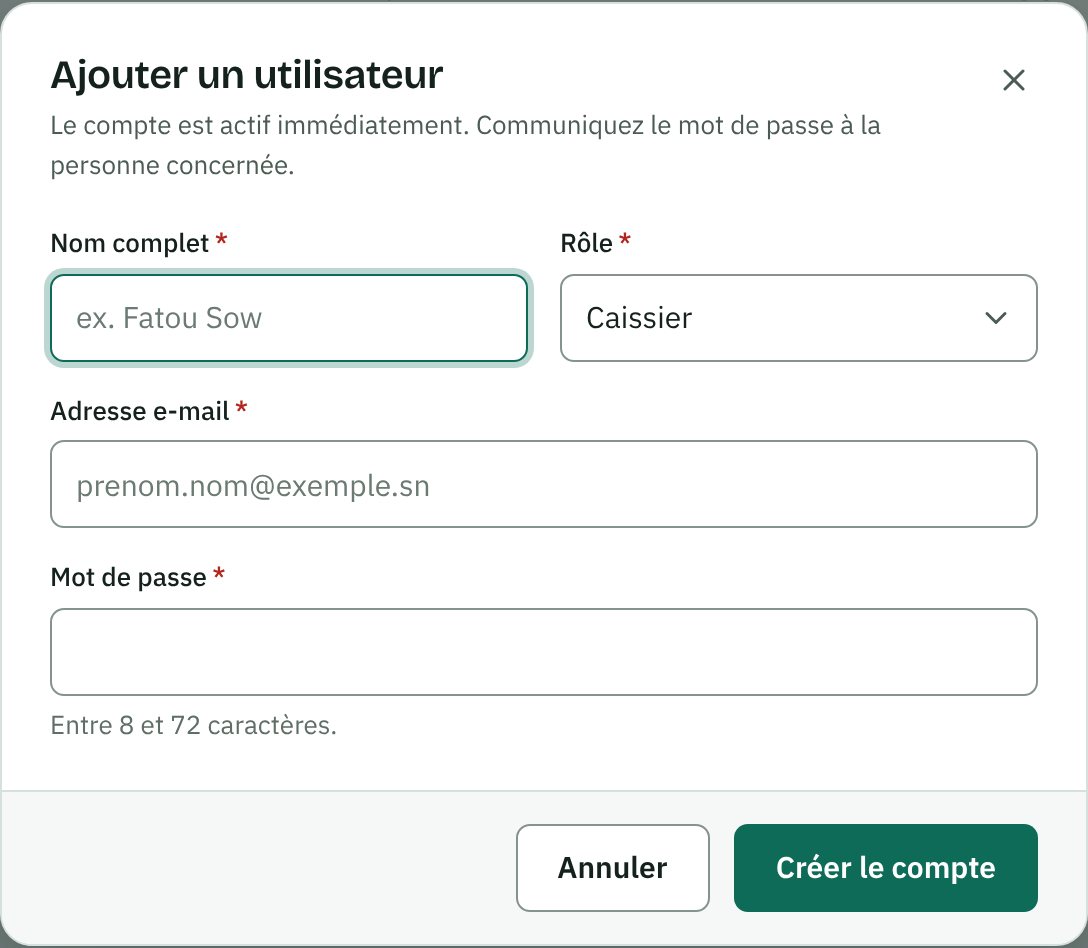 Ajouter un utilisateur
Le compte est actif immédiatement. Communiquez le mot de passe à la
personne concernée.
Nom complet *
ex. Fatou Sow
Rôle *
Caissier
Adresse e-mail *
prenom.nom@exemple.sn
Mot de passe *
Entre 8 et 72 caractères.
Annuler
Créer le compte